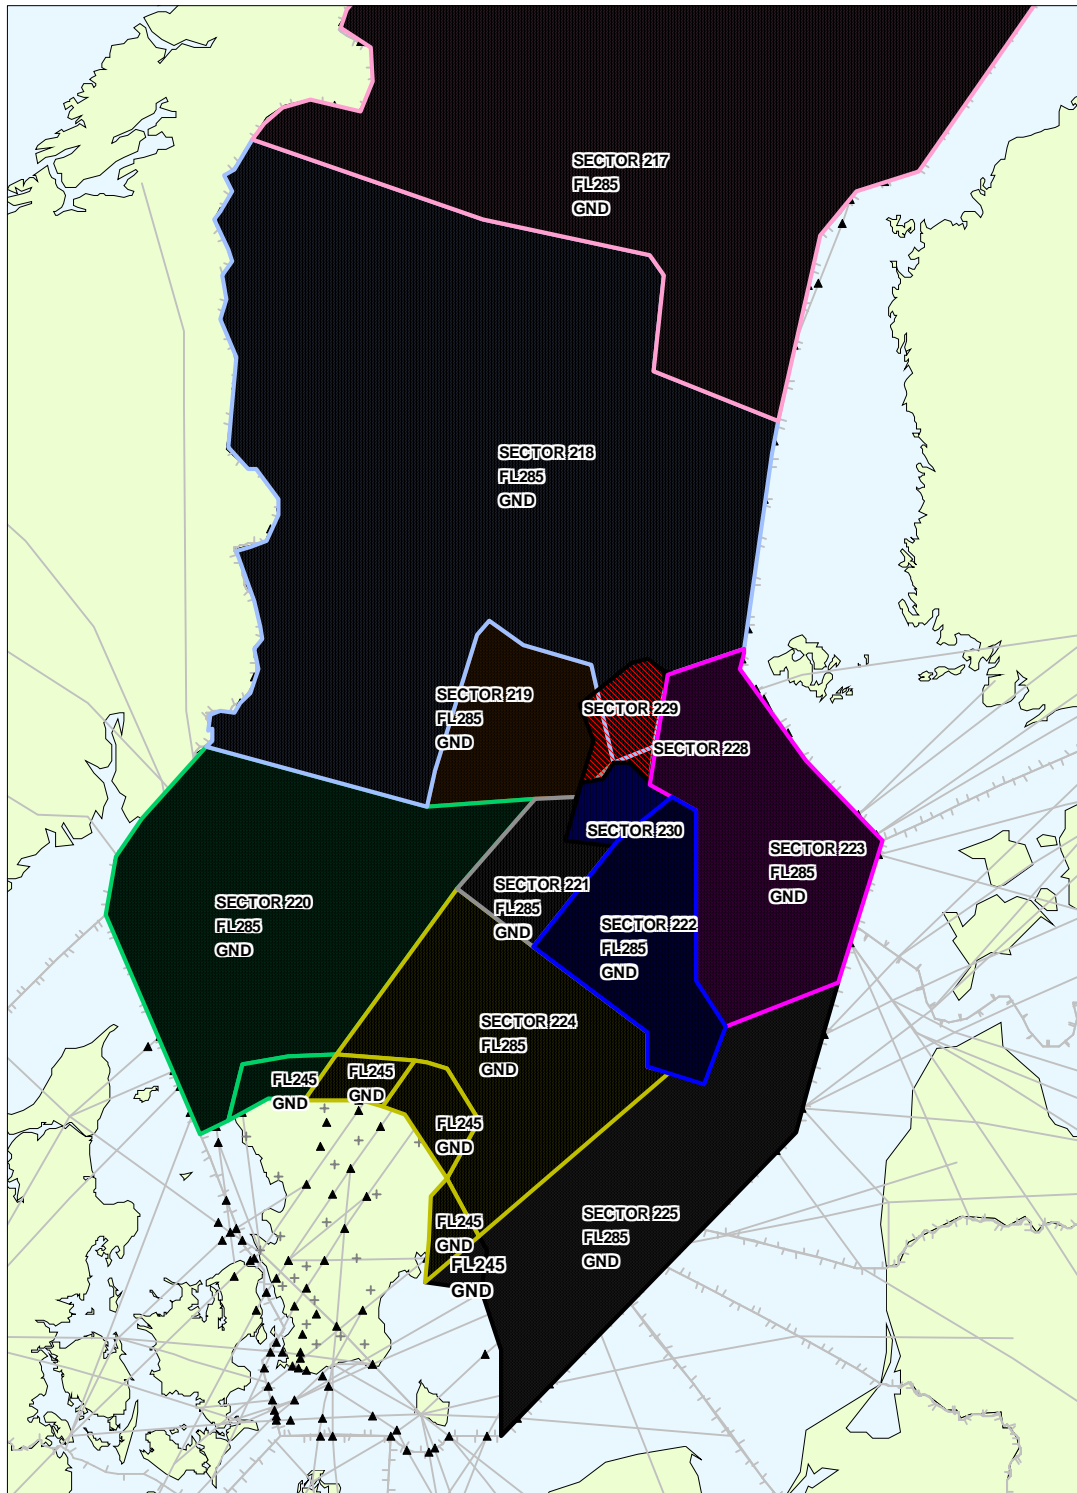 SECTOR 217
FL285
GND
SECTOR 218
FL285
GND
SECTOR 219
FL285
GND
SECTOR 229
SECTOR 228
SECTOR 230
SECTOR 223
FL285
GND
SECTOR 221
FL285
GND
SECTOR 220
FL285
GND
SECTOR 222
FL285
GND
SECTOR 224
FL285
GND
FL245
GND
FL245
GND
FL245
GND
FL245
GND
FL245
GND
SECTOR 225
FL285
GND